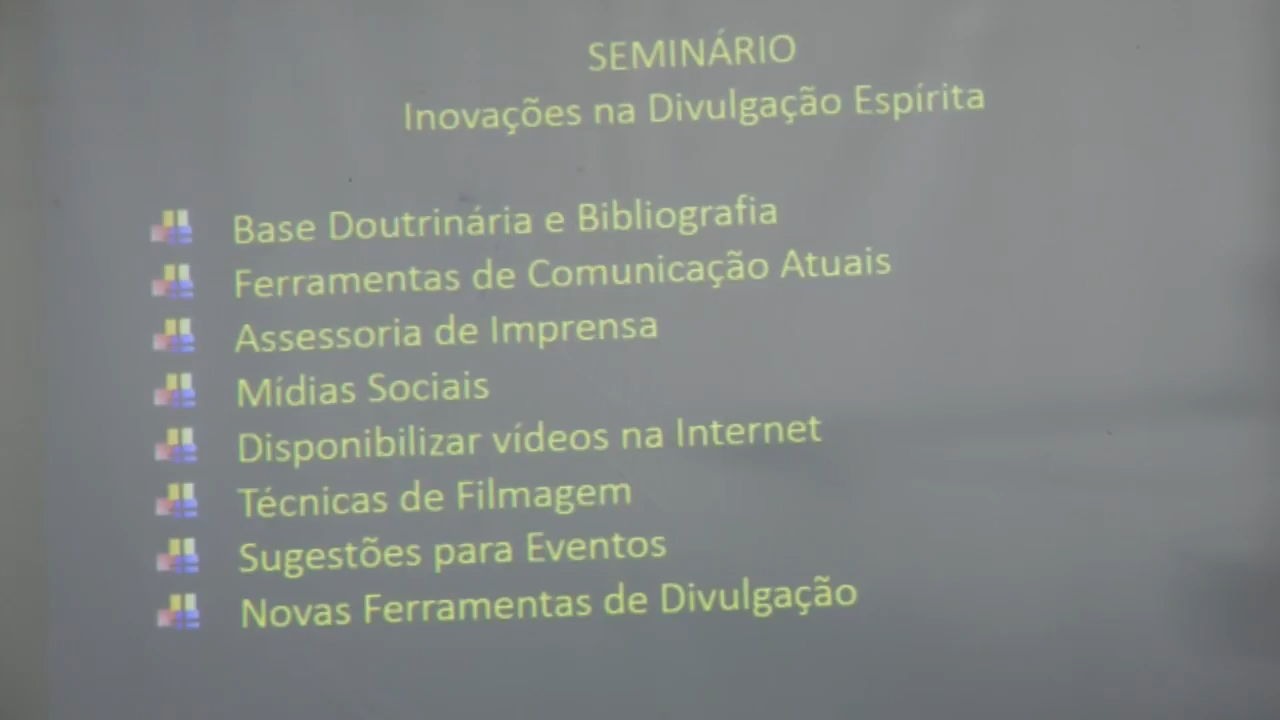 SEMINÁRIO
Inovações na Divulgação Espírita
Base Doutrinária e Bibliografia
Ferramentas de Comunicação Atuais
Assessoria de Imprensa
Mídias Sociais
Disponibilizar vídeos na Internet
Técnicas de Filmagem
Sugestões para Eventos
Novas Ferramentas de Divulgação